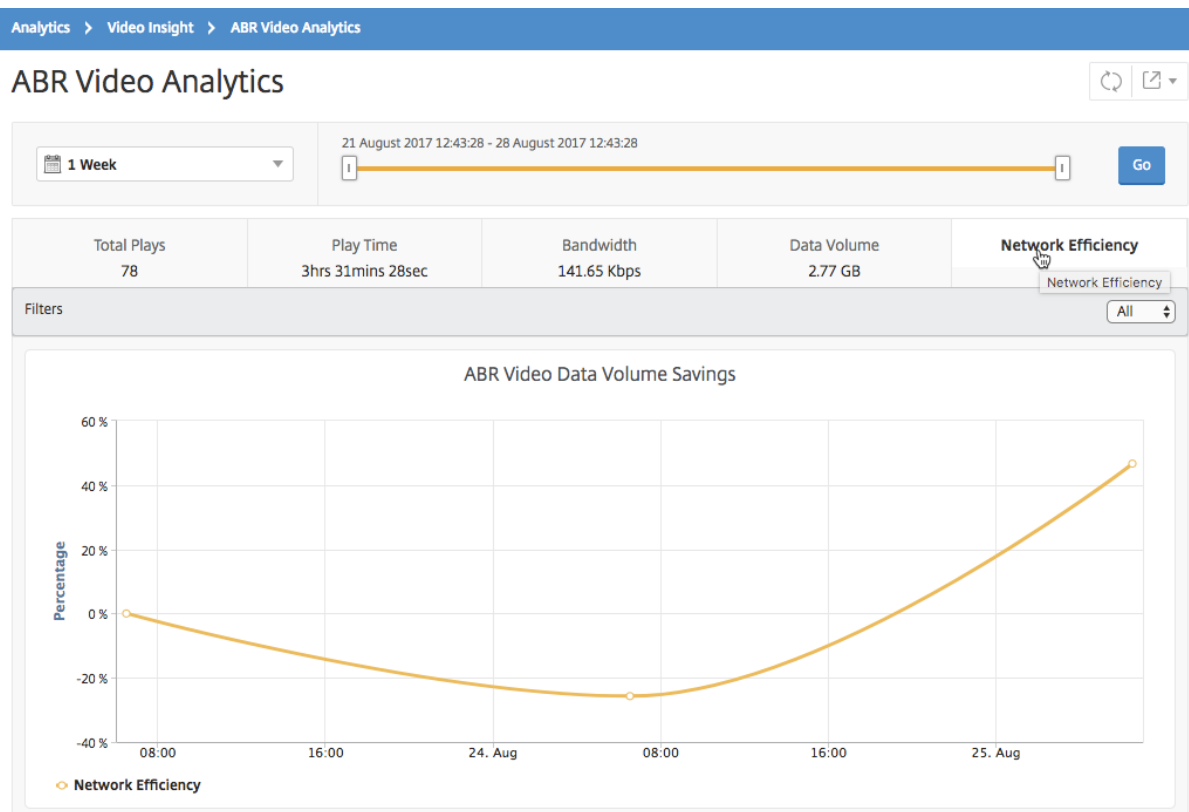 Analytics > Video Insight > ABR Video Analytics
ABR Video Analytics
21 August 2017 12:43:28 - 28 August 2017 12:43:28
1 Week
Go
Total Plays
78
Play Time
3hrs 31mins 28sec
Bandwidth
141.65 Kbps
Data Volume
2.77 GB
Network Efficiency
Network Efficiency
Filters
All
ABR Video Data Volume Savings
Percentage
60 %
40 %
20 %
0 %
-20 %
-40 %
08:00 16:00 24. Aug 08:00 16:00 25. Aug
Network Efficiency